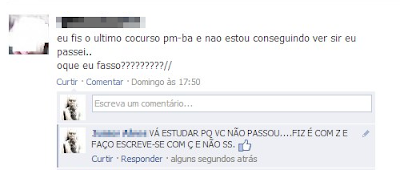 eu fis o ultimo cocurso pm-ba e nao estou conseguindo ver sir eu
passei..
oque eu fasso?????????//
Curtir · Comentar · Domingo às 17:50
Escreva um comentário...
VÁ ESTUDAR PQ VC NÃO PASSOU....FIZ É COM Z E
FAÇO ESCREVE-SE COM Ç E NÃO SS.
Curtir · Responder · alguns segundos atrás